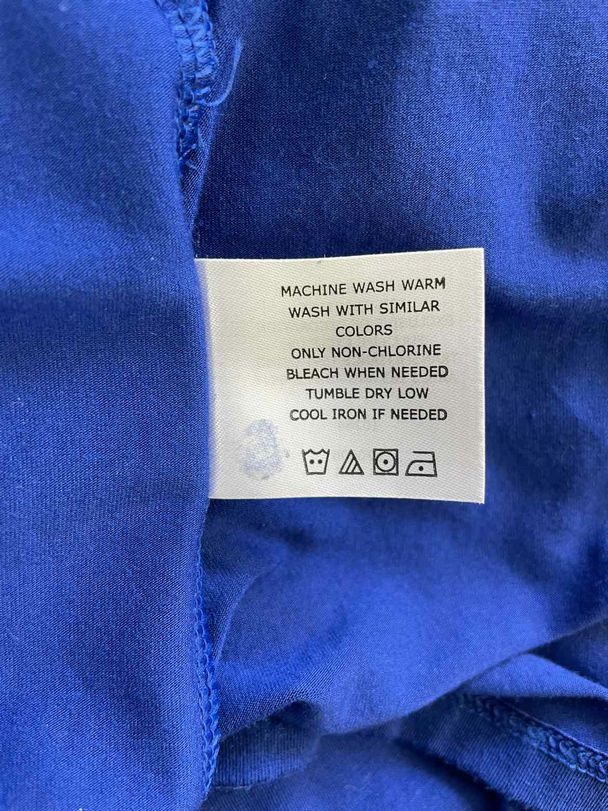 MACHINE WASH WARM
WASH WITH SIMILAR
COLORS
ONLY NON-CHLORINE
BLEACH WHEN NEEDED
TUMBLE DRY LOW
COOL IRON IF NEEDED